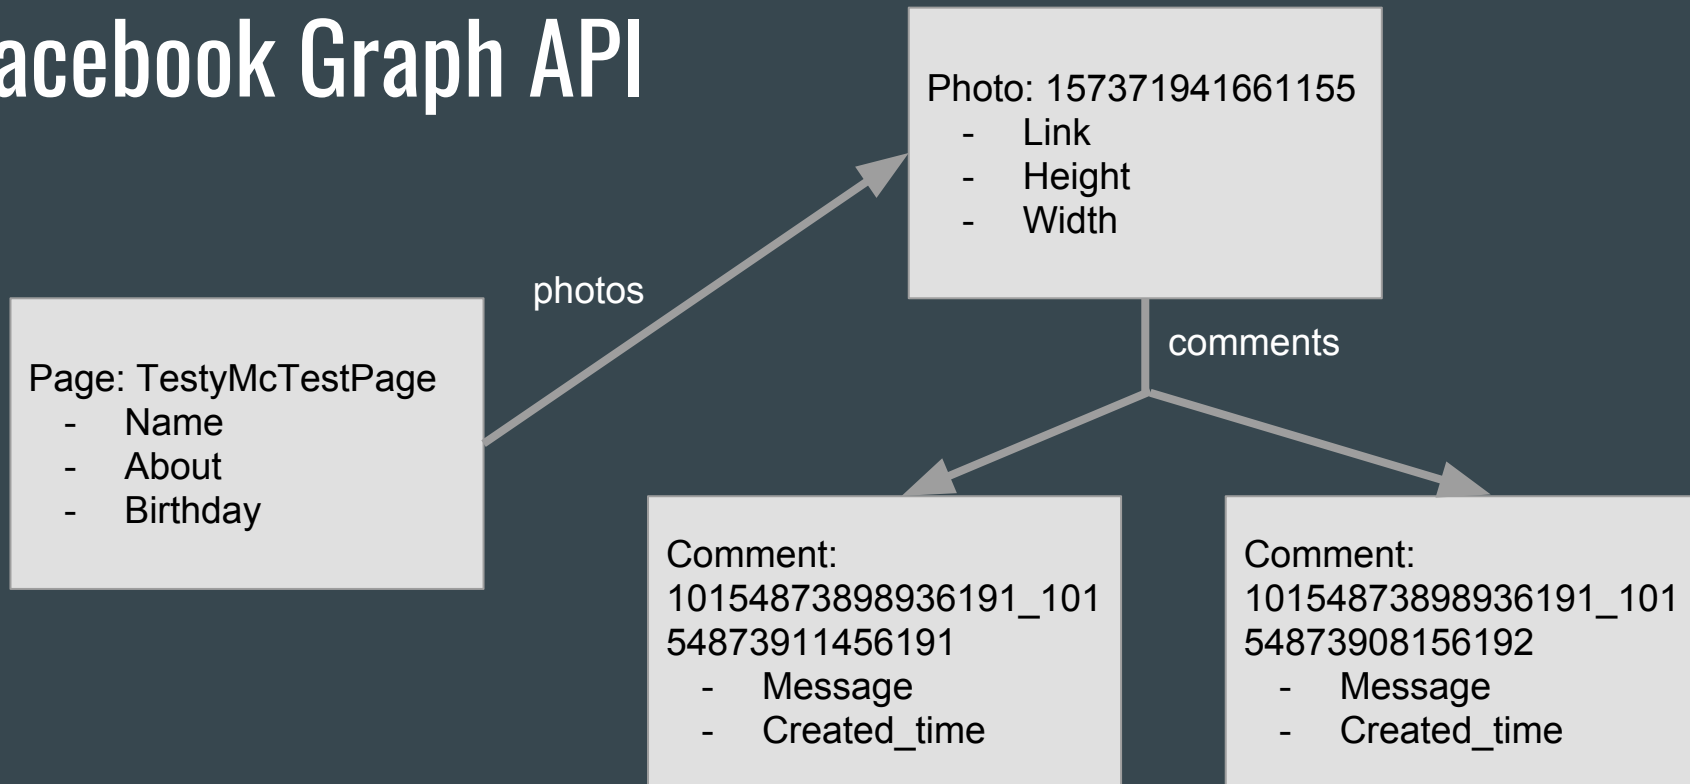 acebook Graph API
Photo: 157371941661155
- Link
- Height
- Width
photos
comments
Page: TestyMcTestPage
- Name
- About
- Birthday
Comment:
10154873898936191_101
54873911456191
- Message
- Created_time
Comment:
10154873898936191_101
54873908156192
- Message
- Created_time